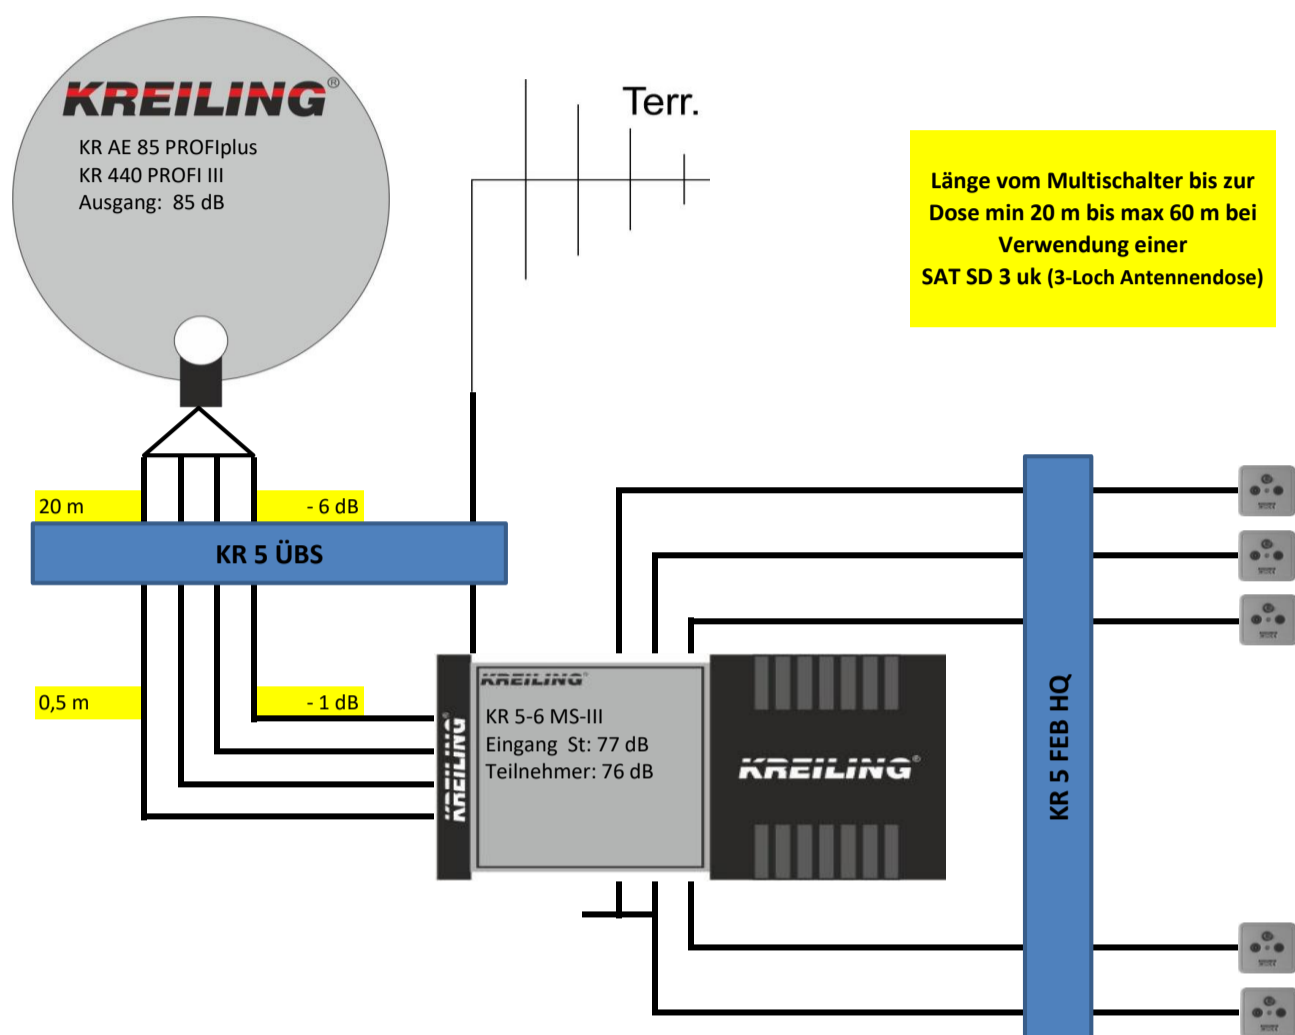 KREILING®
KR AE 85 PROFIplus
KR 440 PROFI III
Ausgang: 85 dB
Terr.
Länge vom Multischalter bis zur
Dose min 20 m bis max 60 m bei
Verwendung einer
SAT SD 3 uk (3-Loch Antennendose)
20 m
- 6 dB
KR 5 ÜBS
0,5 m
- 1 dB
KREILING
KREILING®
KR 5-6 MS-III
Eingang St: 77 dB
Teilnehmer: 76 dB
KREILING®
KR 5 FEB HQ